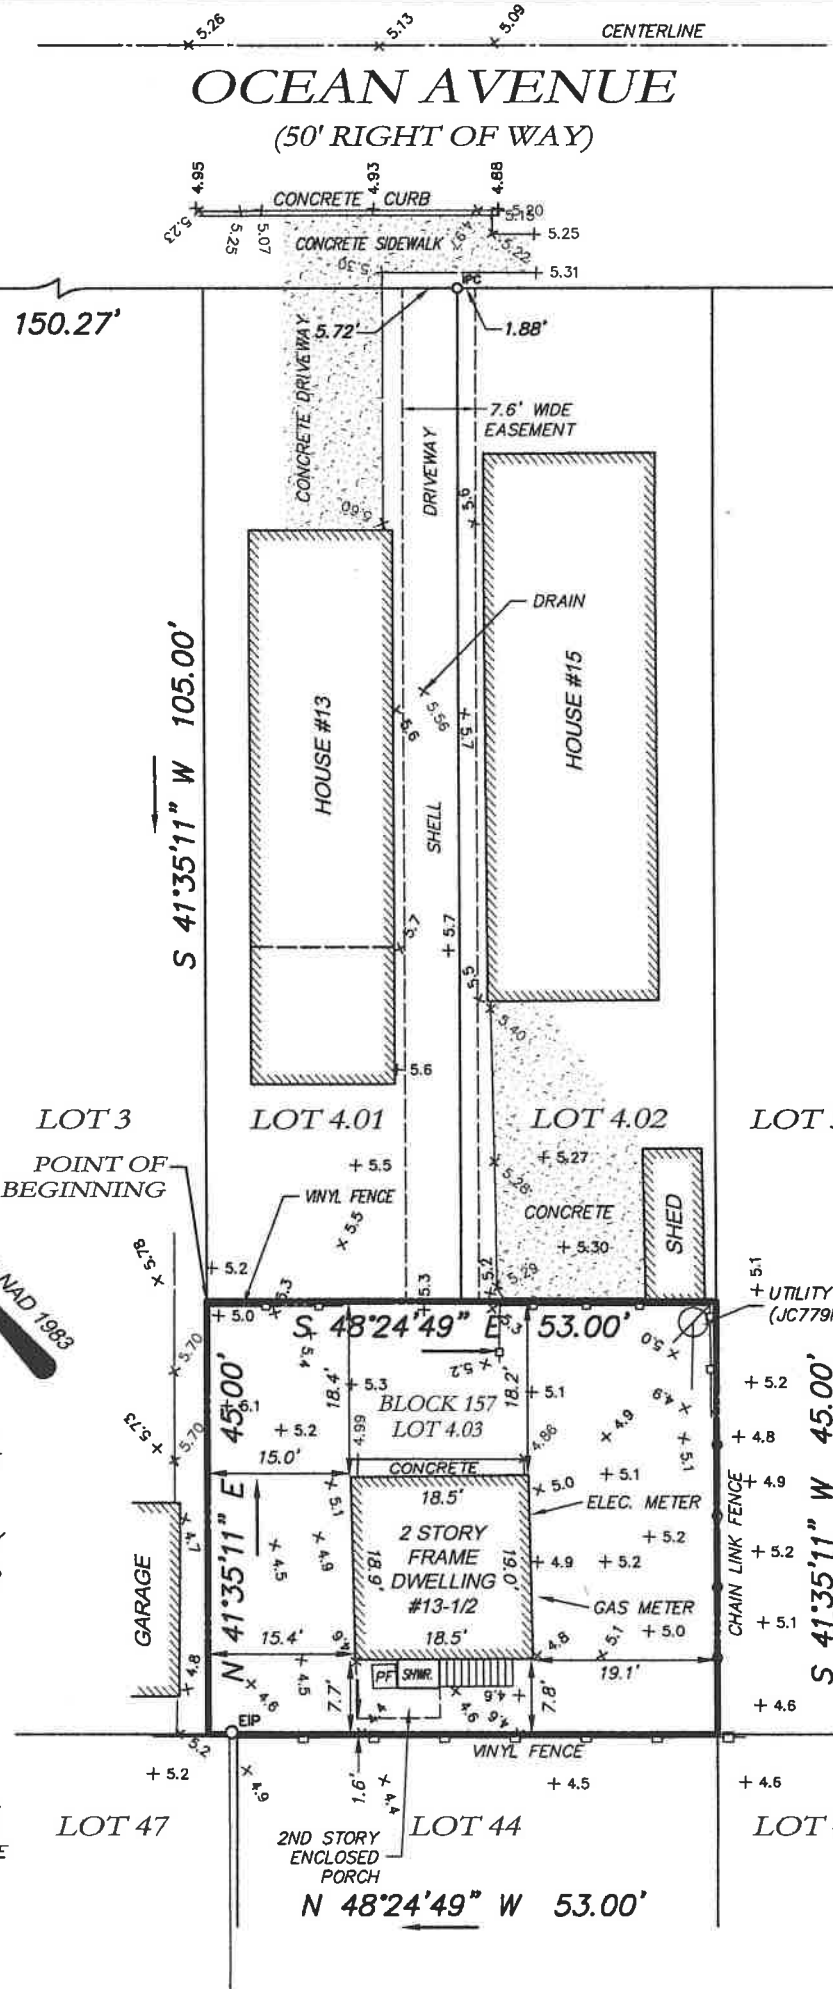 5.26
5.13
5.09
CENTERLINE
OCEAN AVENUE
(50' RIGHT OF WAY)
4.95
4.93
4.88
CONCRETE CURB
5.23
5.25
5.07
CONCRETE SIDEWALK
4.97
5.25
5.22
5.30
5.31
IPC
150.27'
5.72'
1.88'
CONCRETE DRIVEWAY
7.6' WIDE
EASEMENT
DRIVEWAY
5.6
5.60
DRAIN
5.56
5.6
5.7
HOUSE #13
HOUSE #15
SHELL
S 41°35'11" W 105.00'
5.7
5.7
5.5
5.40
5.6
LOT 3
LOT 4.01
LOT 4.02
LOT
POINT OF
BEGINNING
5.5
5.27
5.28
VINYL FENCE
5.5
CONCRETE
SHED
5.30
5.78
5.2
5.3
5.3
5.2
5.29
5.1
NAD 1983
UTILITY
(JC779
5.0
S 48°24'49" E 53.00'
5.3
5.0
5.70
5.4
5.2
18.4'
5.3
BLOCK 157
LOT 4.03
18.2'
5.1
5.2
4.9
6.1
5.2
4.99
4.86
4.9
5.1
4.8
5.73
5.70
15.0'
CONCRETE
18.5'
5.1
5.0
5.1
4.9
ELEC. METER
N 41°35'11" E 45.00'
4.7
4.5
4.9
18.9'
2 STORY
FRAME
DWELLING
#13-1/2
19.0'
4.9
5.2
5.2
5.2
GARAGE
CHAIN LINK FENCE
S 41°35'11" W 45.00'
GAS METER
5.1
15.4'
4.6
18.5'
4.8
5.1
5.0
4.8
4.5
PF
SHWR.
19.1'
4.6
7.7'
4.4
4.6
4.6
4.6
7.8'
4.6
EIP
5.2
VINYL FENCE
5.2
4.9
1.6'
4.4
4.5
4.6
LOT 47
LOT 44
LOT
2ND STORY
ENCLOSED
PORCH
N 48°24'49" W 53.00'